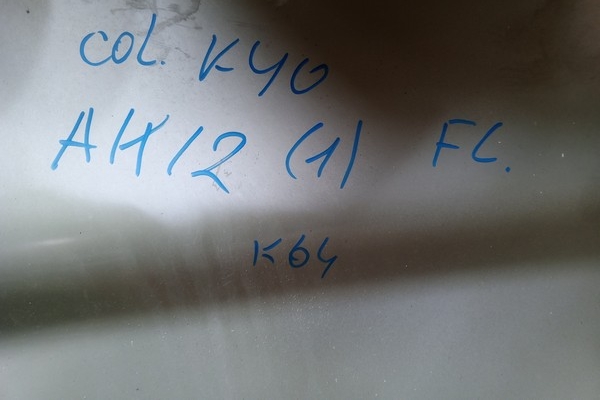 COL. K40
AH12 (1) FC.
K64